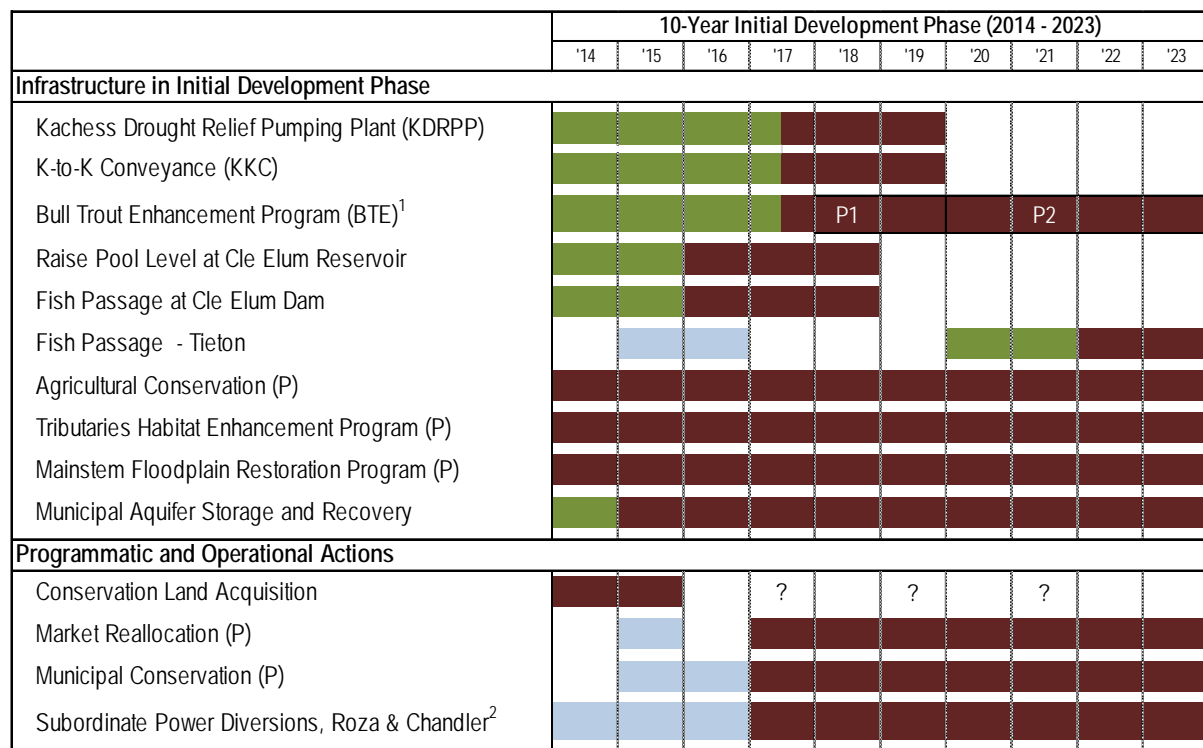 10-Year Initial Development Phase (2014 - 2023)
'14 '15 '16 '17 '18 '19 '20 '21 '22 '23
Infrastructure in Initial Development Phase
Kachess Drought Relief Pumping Plant (KDRPP)
K-to-K Conveyance (KKC)
Bull Trout Enhancement Program (BTE)1 P1 P2
Raise Pool Level at Cle Elum Reservoir
Fish Passage at Cle Elum Dam
Fish Passage - Tieton
Agricultural Conservation (P)
Tributaries Habitat Enhancement Program (P)
Mainstem Floodplain Restoration Program (P)
Municipal Aquifer Storage and Recovery
Programmatic and Operational Actions
Conservation Land Acquisition ? ? ?
Market Reallocation (P)
Municipal Conservation (P)
Subordinate Power Diversions, Roza & Chandler2